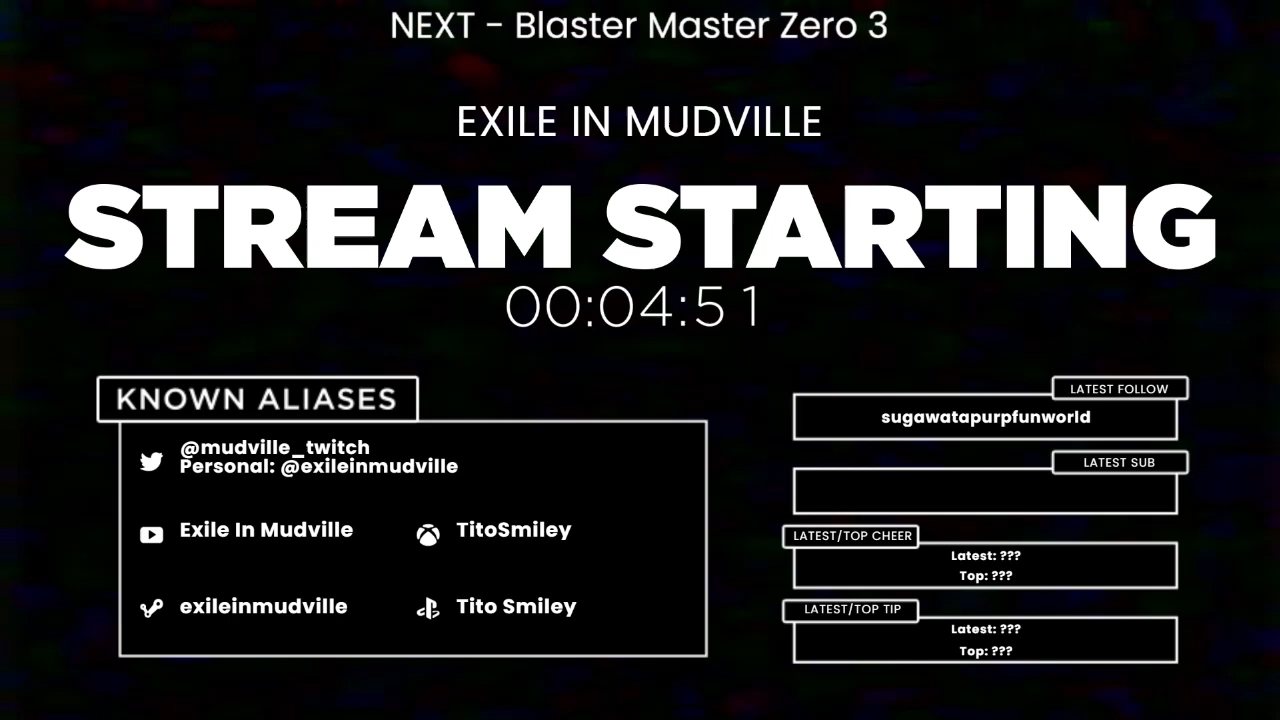 NEXT - Blaster Master Zero 3
EXILE IN MUDVILLE
STREAM STARTING
00:04:51
KNOWN ALIASES
@mudville_twitch
Personal: @exileinmudville
Exile In Mudville
TitoSmiley
exileinmudville
Tito Smiley
LATEST FOLLOW
sugawatapurpfunworld
LATEST SUB
LATEST/TOP CHEER
Latest: ???
Top: ???
LATEST/TOP TIP
Latest: ???
Top: ???